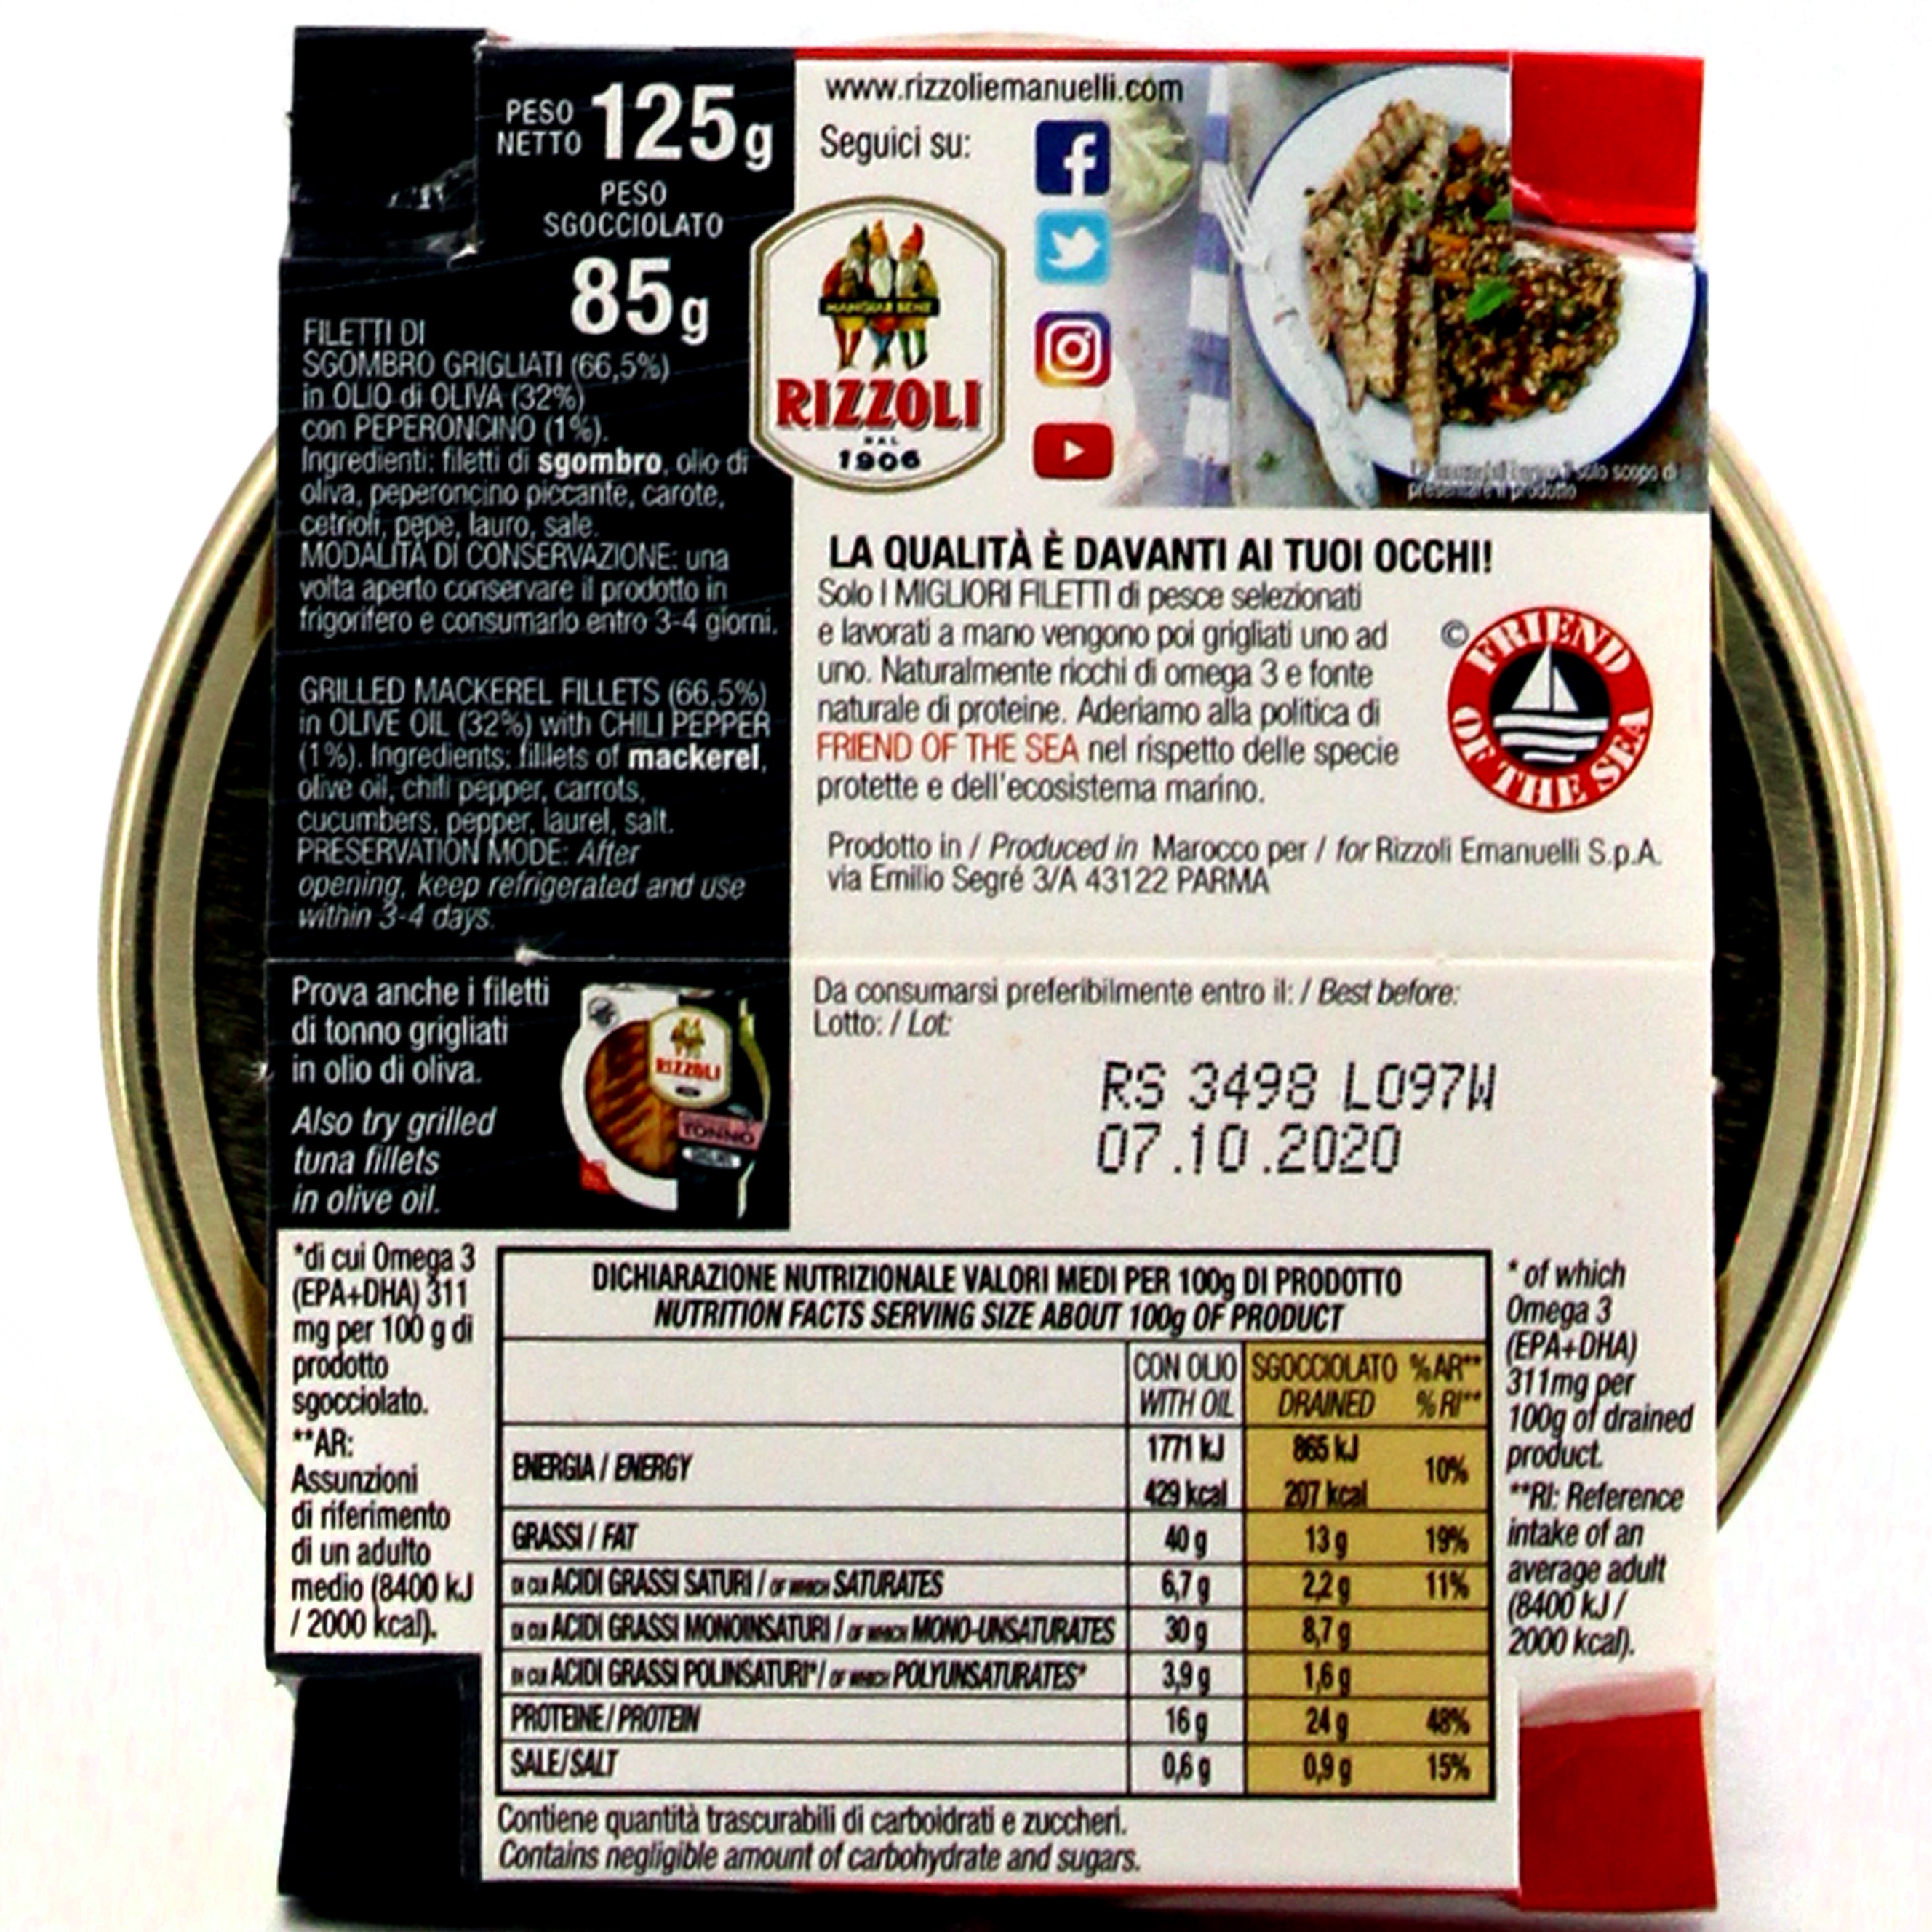 PESO
NETTO 125g
PESO
SGOCCIOLATO
85g
FILETTI DI
SGOMBRO GRIGLIATI (66,5%)
in OLIO di OLIVA (32%)
con PEPERONCINO (1%).
Ingredienti: filetti di sgombro, olio di
oliva, peperoncino piccante, carote,
cetrioli, pepe, lauro, sale.
MODALITÀ DI CONSERVAZIONE: una
volta aperto conservare il prodotto in
frigorifero e consumarlo entro 3-4 giorni.
GRILLED MACKEREL FILLETS (66,5%)
in OLIVE OIL (32%) with CHILI PEPPER
(1%). Ingredients: filllets of mackerel,
olive oil, chili pepper, carrots,
cucumbers, pepper, laurel, salt.
PRESERVATION MODE: After
opening, keep refrigerated and use
within 3-4 days.
Prova anche i filetti
di tonno grigliati
in olio di oliva.
Also try grilled
tuna fillets
in olive oil.
RIZZOLI
TONNO
www.rizzoliemanuelli.com
Seguici su:
MANGIAR BENE
RIZZOLI
DAL
1906
solo scopo di
presentare il prodotto
LA QUALITÀ È DAVANTI AI TUOI OCCHI!
Solo I MIGLIORI FILETTI di pesce selezionati
e lavorati a mano vengono poi grigliati uno ad
uno. Naturalmente ricchi di omega 3 e fonte
naturale di proteine. Aderiamo alla politica di
FRIEND OF THE SEA nel rispetto delle specie
protette e dell'ecosistema marino.
© FRIEND OF THE SEA
Prodotto in / Produced in Marocco per / for Rizzoli Emanuelli S.p.A.
via Emilio Segré 3/A 43122 PARMA
Da consumarsi preferibilmente entro il: / Best before:
Lotto: / Lot:
RS 3498 L097W
07.10.2020
*di cui Omega 3
(EPA+DHA) 311
mg per 100 g di
prodotto
sgocciolato.
**AR:
Assunzioni
di riferimento
di un adulto
medio (8400 kJ
/ 2000 kcal).
DICHIARAZIONE NUTRIZIONALE VALORI MEDI PER 100g DI PRODOTTO
NUTRITION FACTS SERVING SIZE ABOUT 100g OF PRODUCT
CON OLIO SGOCCIOLATO %AR**
WITH OIL DRAINED %RI**
ENERGIA / ENERGY 1771 kJ 865 kJ 10%
429 kcal 207 kcal
GRASSI / FAT 40 g 13 g 19%
DI CUI ACIDI GRASSI SATURI / OF WHICH SATURATES 6,7 g 2,2 g 11%
DI CUI ACIDI GRASSI MONOINSATURI / OF WHICH MONO-UNSATURATES 30 g 8,7 g
DI CUI ACIDI GRASSI POLINSATURI* / OF WHICH POLYUNSATURATES* 3,9 g 1,6 g
PROTEINE / PROTEIN 16 g 24 g 48%
SALE/SALT 0,6 g 0,9 g 15%
Contiene quantità trascurabili di carboidrati e zuccheri.
Contains negligible amount of carbohydrate and sugars.
* of which
Omega 3
(EPA+DHA)
311mg per
100g of drained
product.
**RI: Reference
intake of an
average adult
(8400 kJ /
2000 kcal).